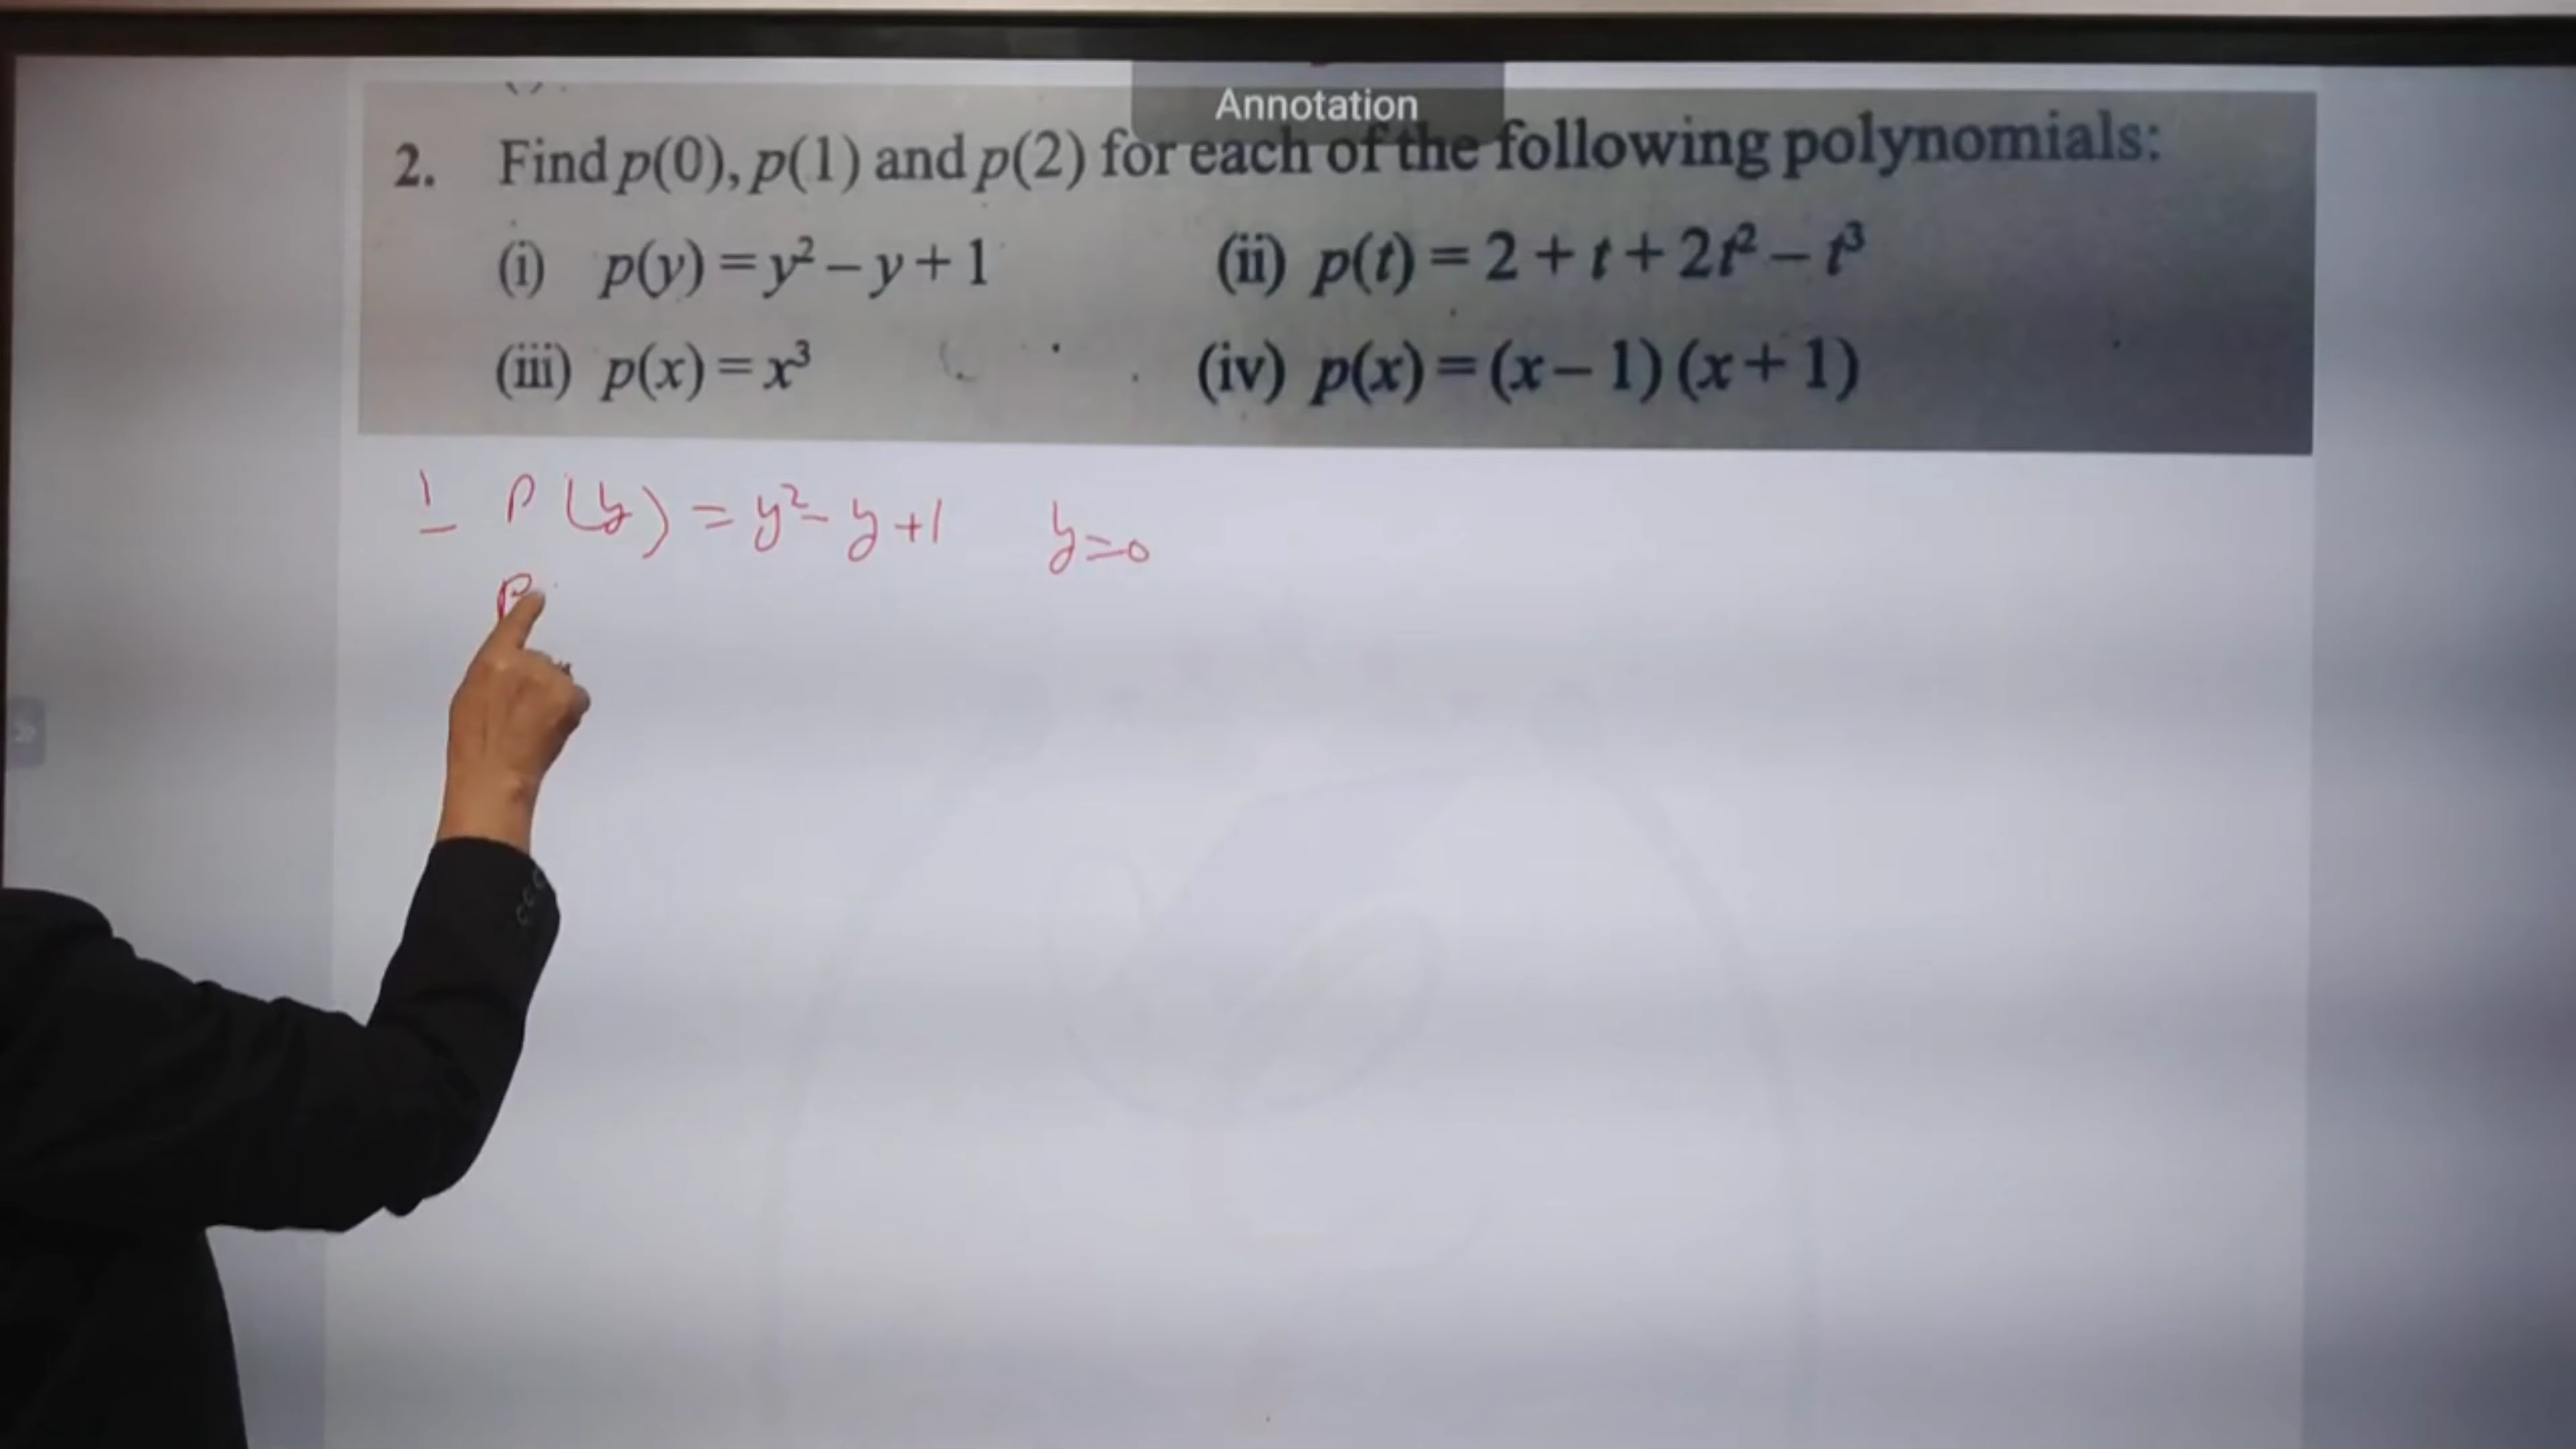 Annotation
2. Find p(0), p(1) and p(2) for each of the following polynomials:
(i) p(y) = y² – y + 1 (ii) p(t) = 2 + t + 2t² – t³
(iii) p(x) = x³ (iv) p(x) = (x – 1) (x + 1)
1 P(y) = y² - y + 1 y = 0
P